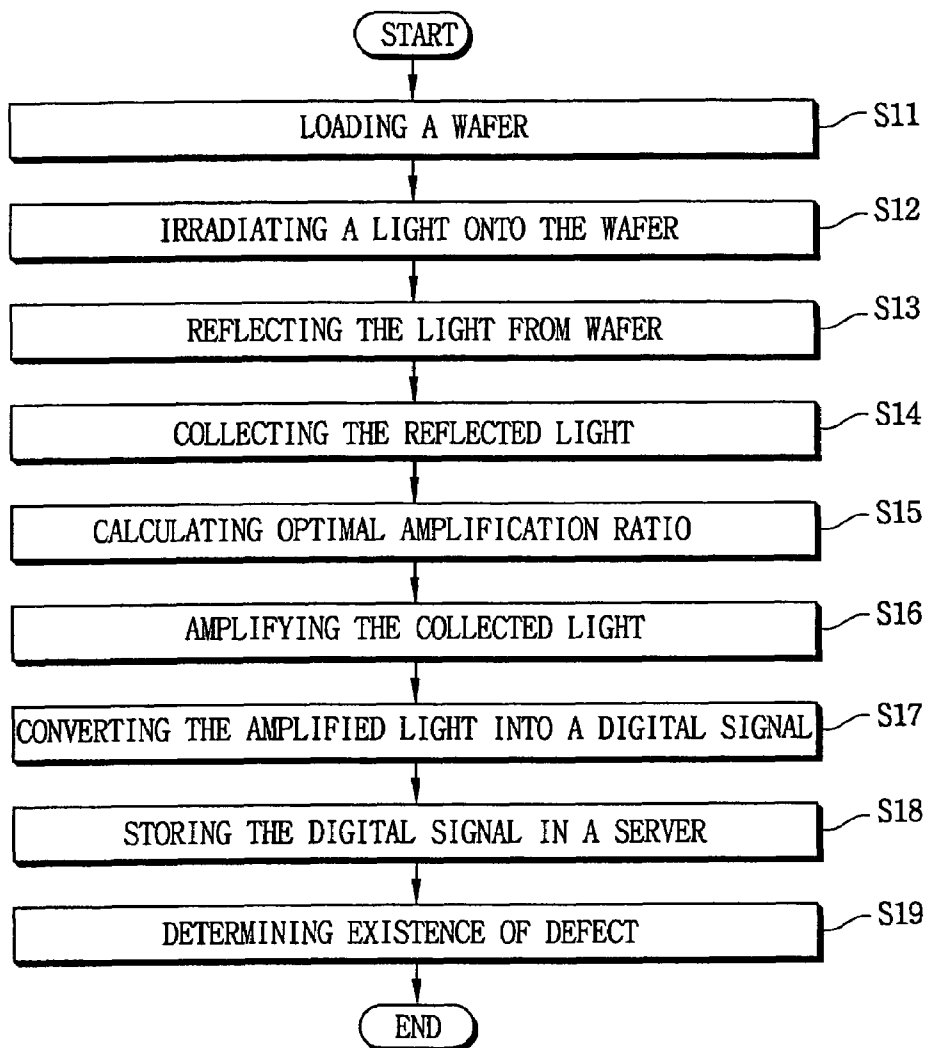 START
LOADING A WAFER
S11
IRRADIATING A LIGHT ONTO THE WAFER
S12
REFLECTING THE LIGHT FROM WAFER
S13
COLLECTING THE REFLECTED LIGHT
S14
CALCULATING OPTIMAL AMPLIFICATION RATIO
S15
AMPLIFYING THE COLLECTED LIGHT
S16
CONVERTING THE AMPLIFIED LIGHT INTO A DIGITAL SIGNAL
S17
STORING THE DIGITAL SIGNAL IN A SERVER
S18
DETERMINING EXISTENCE OF DEFECT
S19
END